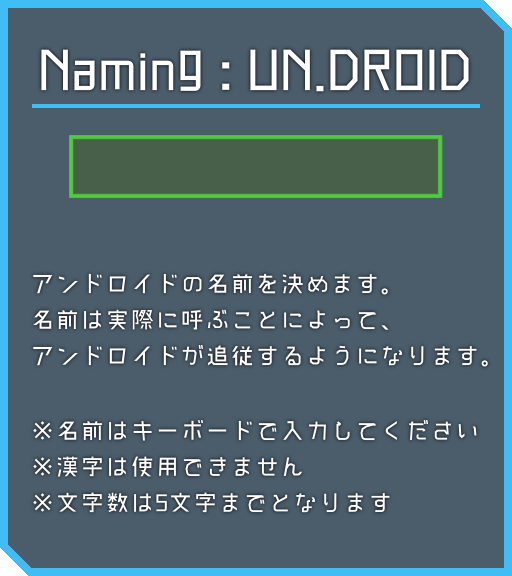 Naming : UN.DROID
アンドロイドの名前を決めます。
名前は実際に呼ぶことによって、
アンドロイドが追従するようになります。
※名前はキーボードで入力してください
※漢字は使用できません
※文字数は5文字までとなります